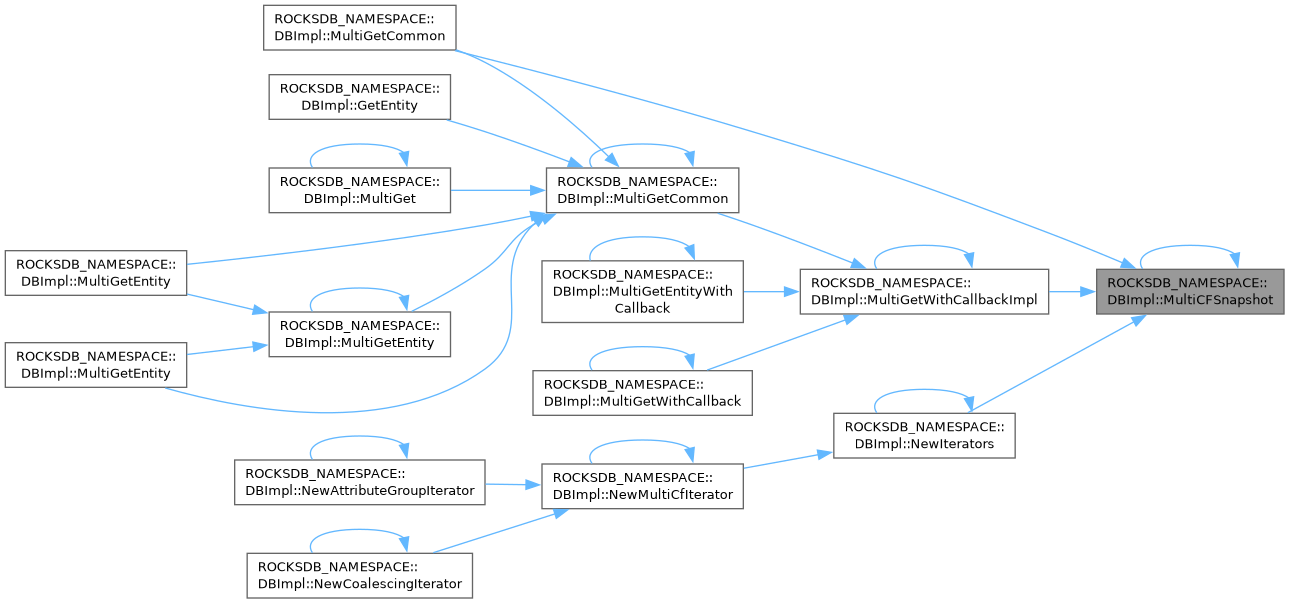 ROCKSDB_NAMESPACE::
DBImpl::MultiGetCommon
ROCKSDB_NAMESPACE::
DBImpl::GetEntity
ROCKSDB_NAMESPACE::
DBImpl::MultiGet
ROCKSDB_NAMESPACE::
DBImpl::MultiGetCommon
ROCKSDB_NAMESPACE::
DBImpl::MultiGetEntity
ROCKSDB_NAMESPACE::
DBImpl::MultiGetEntityWith
Callback
ROCKSDB_NAMESPACE::
DBImpl::MultiGetWithCallbackImpl
ROCKSDB_NAMESPACE::
DBImpl::MultiCFSnapshot
ROCKSDB_NAMESPACE::
DBImpl::MultiGetEntity
ROCKSDB_NAMESPACE::
DBImpl::MultiGetEntity
ROCKSDB_NAMESPACE::
DBImpl::MultiGetWithCallback
ROCKSDB_NAMESPACE::
DBImpl::NewIterators
ROCKSDB_NAMESPACE::
DBImpl::NewAttributeGroupIterator
ROCKSDB_NAMESPACE::
DBImpl::NewMultiCfIterator
ROCKSDB_NAMESPACE::
DBImpl::NewCoalescingIterator